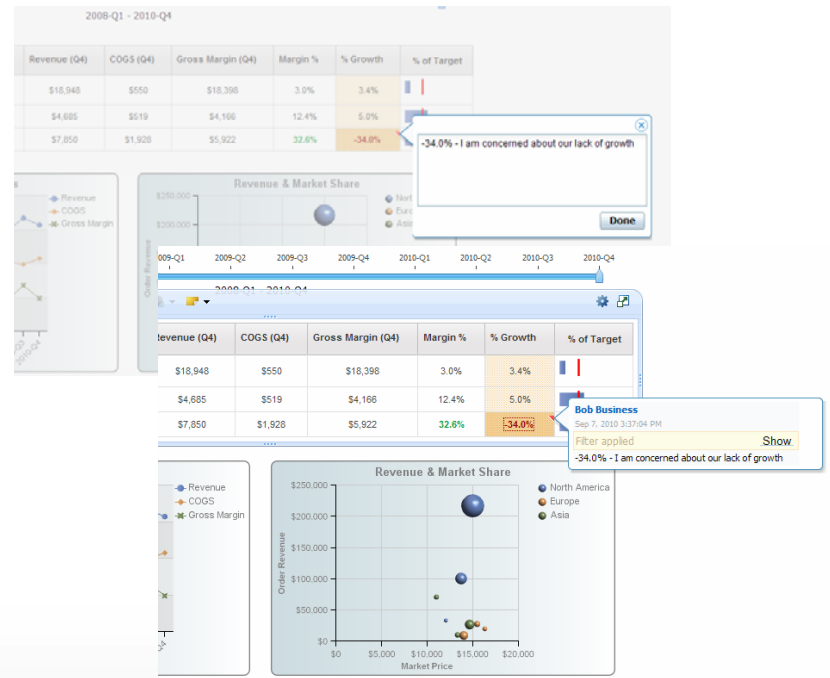 2008-Q1 - 2010-Q4
Revenue (Q4) COGS (Q4) Gross Margin (Q4) Margin % % Growth % of Target
$18,948 $550 $18,398 3.0% 3.4%
$4,685 $519 $4,166 12.4% 5.0%
$7,850 $1,928 $5,922 32.6% -34.0%
-34.0% - I am concerned about our lack of growth
Done
Revenue
COGS
Gross Margin
2010-Q4
Revenue & Market Share
$250,000
$200,000
Order Revenue
009-Q1 2009-Q2 2009-Q3 2009-Q4 2010-Q1 2010-Q2 2010-Q3 2010-Q4
2008-Q1 - 2010-Q4
evenue (Q4) COGS (Q4) Gross Margin (Q4) Margin % % Growth % of Target
$18,948 $550 $18,398 3.0% 3.4%
$4,685 $519 $4,166 12.4% 5.0%
$7,850 $1,928 $5,922 32.6% -34.0%
Bob Business
Sep 7, 2010 3:37:04 PM
Filter applied Show
-34.0% - I am concerned about our lack of growth
Revenue
COGS
Gross Margin
Revenue & Market Share
$250,000
$200,000
$150,000
$100,000
$50,000
$0
Order Revenue
$0 $5,000 $10,000 $15,000 $20,000
Market Price
North America
Europe
Asia